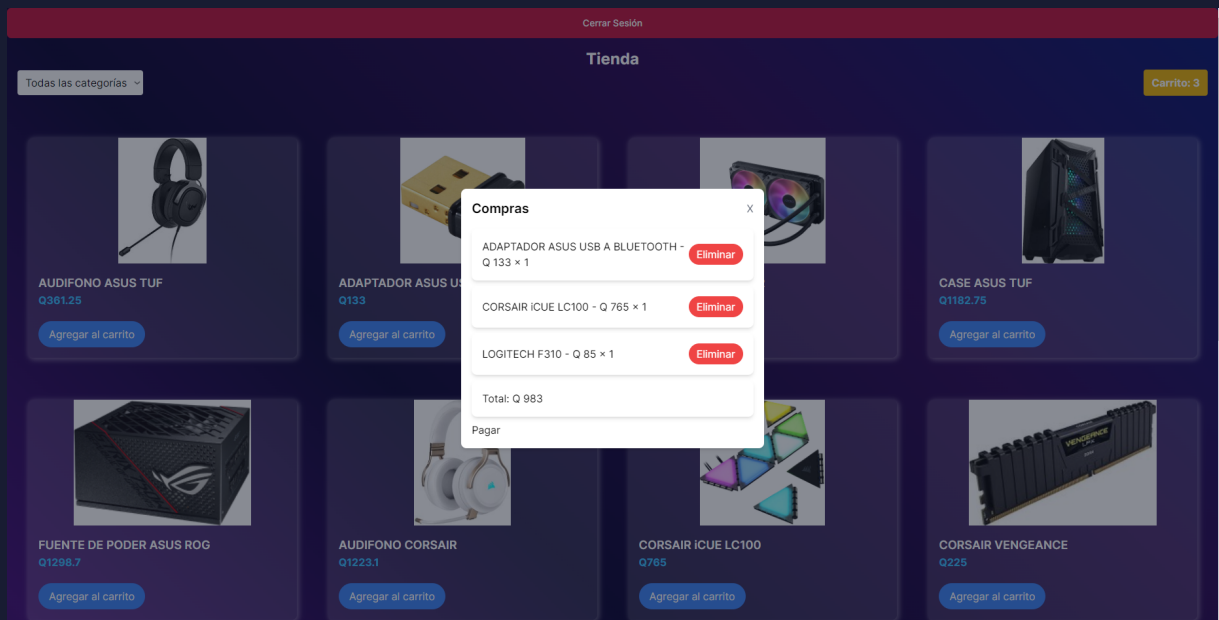 Cerrar Sesión
Tienda
Todas las categorías
Carrito: 3
Compras
X
ADAPTADOR ASUS USB A BLUETOOTH -
Q 133 × 1
Eliminar
CORSAIR iCUE LC100 - Q 765 × 1
Eliminar
LOGITECH F310 - Q 85 × 1
Eliminar
Total: Q 983
Pagar
AUDIFONO ASUS TUF
Q361.25
Agregar al carrito
ADAPTADOR ASUS
Q133
Agregar al carrito
CASE ASUS TUF
Q1182.75
Agregar al carrito
FUENTE DE PODER ASUS ROG
Q1298.7
Agregar al carrito
AUDIFONO CORSAIR
Q1223.1
Agregar al carrito
CORSAIR iCUE LC100
Q765
Agregar al carrito
VENGEANCE
LPX
CORSAIR VENGEANCE
Q225
Agregar al carrito